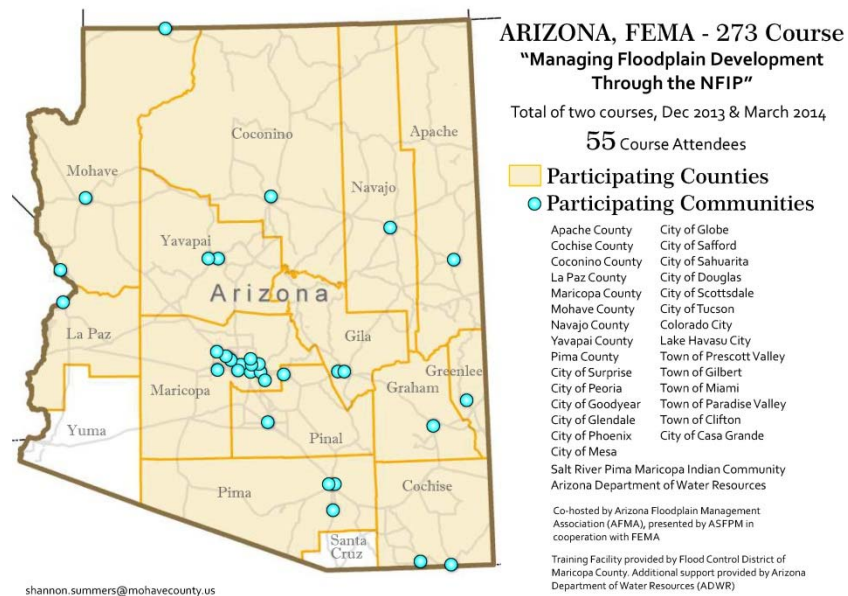 ARIZONA, FEMA - 273 Course
“Managing Floodplain Development
Through the NFIP”
Total of two courses, Dec 2013 & March 2014
55 Course Attendees
Participating Counties
Participating Communities
Apache County
Cochise County
Coconino County
La Paz County
Maricopa County
Mohave County
Navajo County
Yavapai County
Pima County
City of Surprise
City of Peoria
City of Goodyear
City of Glendale
City of Phoenix
City of Mesa
City of Globe
City of Safford
City of Sahuarita
City of Douglas
City of Scottsdale
City of Tucson
Colorado City
Lake Havasu City
Town of Prescott Valley
Town of Gilbert
Town of Miami
Town of Paradise Valley
Town of Clifton
City of Casa Grande
Salt River Pima Maricopa Indian Community
Arizona Department of Water Resources
Co-hosted by Arizona Floodplain Management
Association (AFMA), presented by ASFPM in
cooperation with FEMA
Training Facility provided by Flood Control District of
Maricopa County. Additional support provided by Arizona
Department of Water Resources (ADWR)
Coconino
Apache
Mohave
Navajo
Yavapai
Arizona
La Paz
Gila
Greenlee
Maricopa
Graham
Yuma
Pinal
Pima
Cochise
Santa
Cruz
shannon.summers@mohavecounty.us